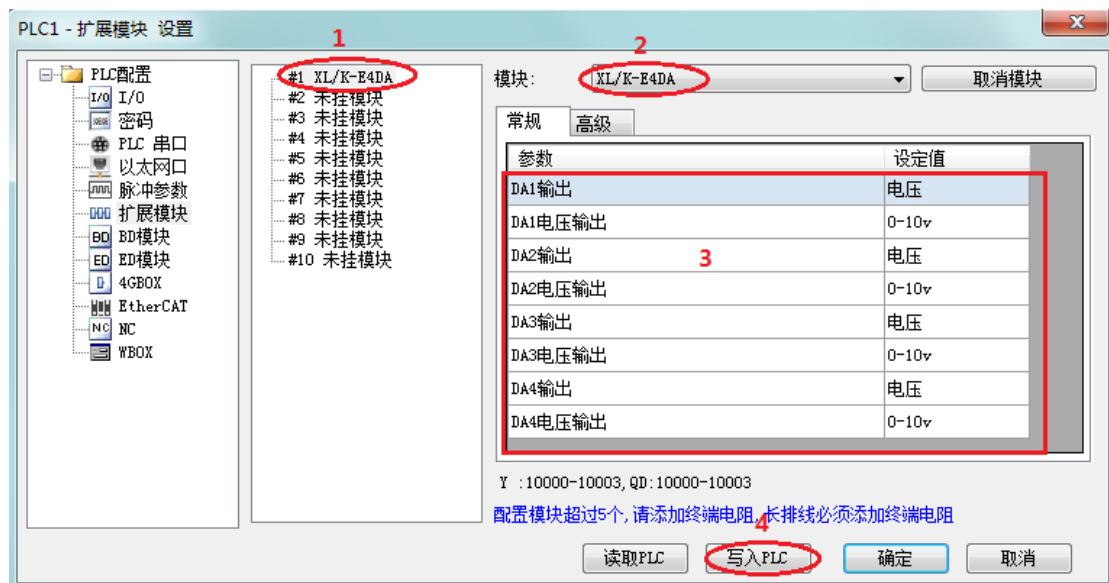 PLC1 - 扩展模块 设置
1
2
PLC配置
I/O I/O
密码
PLC 串口
以太网口
脉冲参数
扩展模块
BD BD模块
ED ED模块
4GBOX
EtherCAT
NC NC
WBOX
#1 XL/K-E4DA
#2 未挂模块
#3 未挂模块
#4 未挂模块
#5 未挂模块
#6 未挂模块
#7 未挂模块
#8 未挂模块
#9 未挂模块
#10 未挂模块
模块: XL/K-E4DA 取消模块
常规 高级
参数 设定值
DA1输出 电压
DA1电压输出 0-10v
DA2输出 电压
3
DA2电压输出 0-10v
DA3输出 电压
DA3电压输出 0-10v
DA4输出 电压
DA4电压输出 0-10v
Y :10000-10003,QD:10000-10003
配置模块超过5个,请添加终端电阻,长排线必须添加终端电阻
4
读取PLC 写入PLC 确定 取消